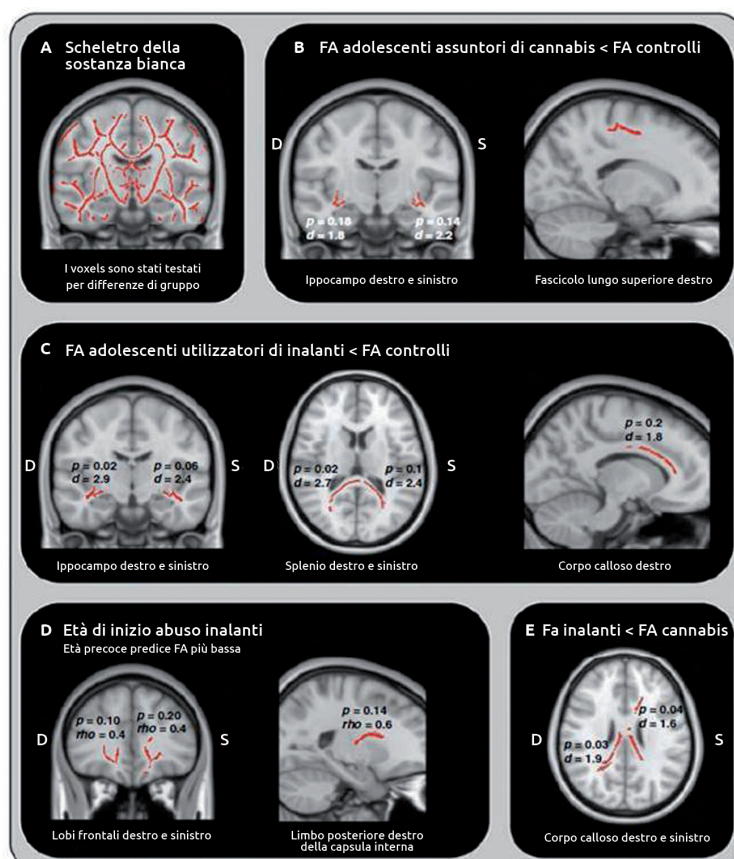 A Scheletro della
sostanza bianca
I voxels sono stati testati
per differenze di gruppo
B FA adolescenti assuntori di cannabis < FA controlli
D
S
p = 0.18
d = 1.8
p = 0.14
d = 2.2
Ippocampo destro e sinistro
Fascicolo lungo superiore destro
C FA adolescenti utilizzatori di inalanti < FA controlli
D
S
p = 0.02
d = 2.9
p = 0.06
d = 2.4
Ippocampo destro e sinistro
D
S
p = 0.02
d = 2.7
p = 0.1
d = 2.4
Splenio destro e sinistro
p = 0.2
d = 1.8
Corpo calloso destro
D Età di inizio abuso inalanti
Età precoce predice FA più bassa
D
S
p = 0.10
rho = 0.4
p = 0.20
rho = 0.4
Lobi frontali destro e sinistro
p = 0.14
rho = 0.6
Limbo posteriore destro
della capsula interna
E Fa inalanti < FA cannabis
D
S
p = 0.04
d = 1.6
p = 0.03
d = 1.9
Corpo calloso destro e sinistro